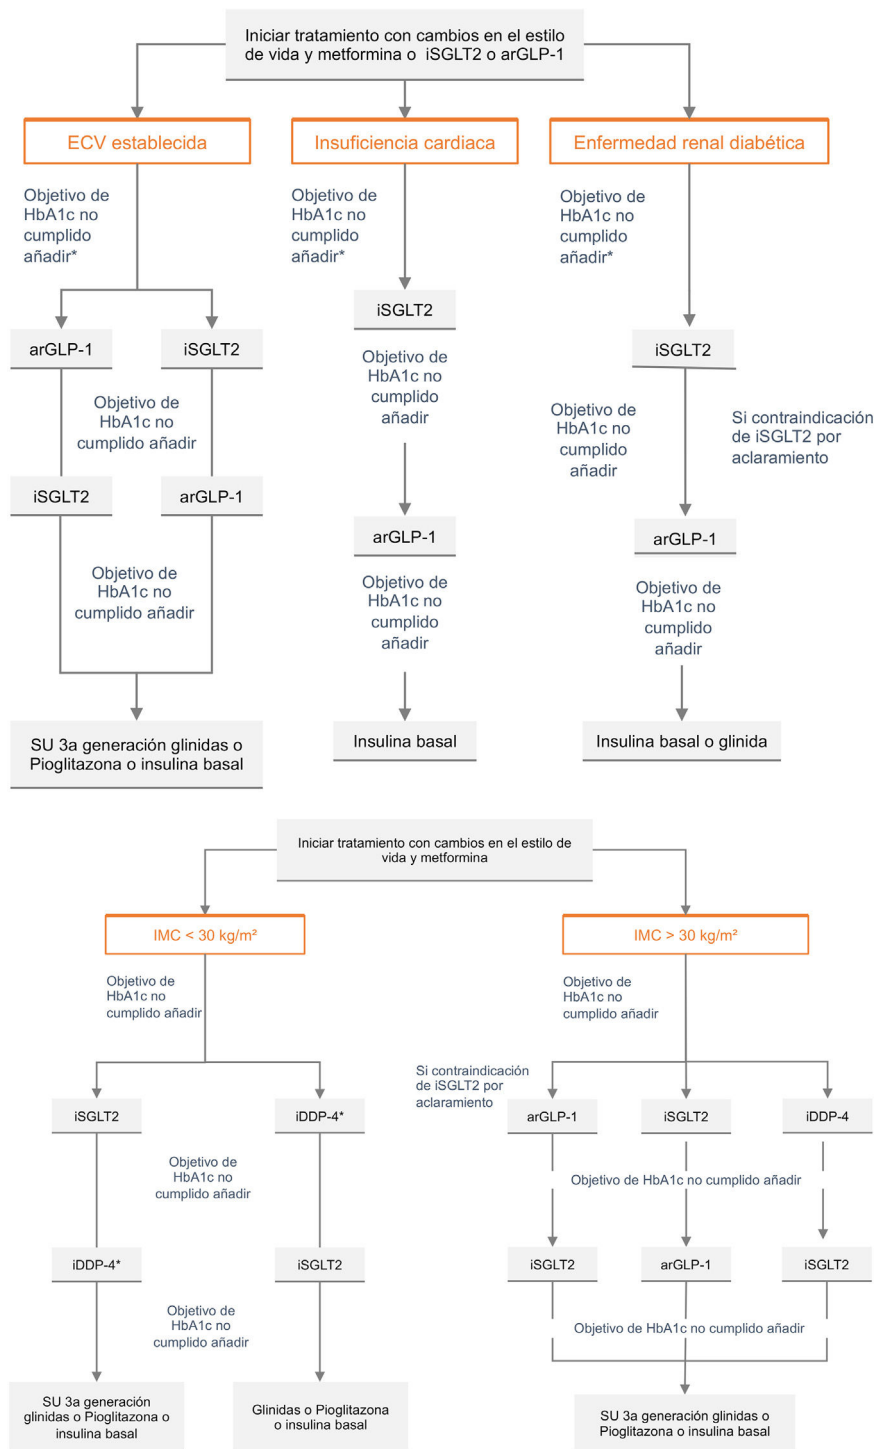 Iniciar tratamiento con cambios en el estilo
de vida y metformina o iSGLT2 o arGLP-1
ECV establecida
Insuficiencia cardiaca
Enfermedad renal diabética
Objetivo de
HbA1c no
cumplido
añadir*
Objetivo de
HbA1c no
cumplido
añadir*
Objetivo de
HbA1c no
cumplido
añadir*
arGLP-1
iSGLT2
iSGLT2
iSGLT2
Objetivo de
HbA1c no
cumplido añadir
Objetivo de
HbA1c no
cumplido
añadir
Objetivo de
HbA1c no
cumplido
añadir
Si contraindicación
de iSGLT2 por
aclaramiento
iSGLT2
arGLP-1
arGLP-1
arGLP-1
Objetivo de
HbA1c no
cumplido añadir
Objetivo de
HbA1c no
cumplido
añadir
Objetivo de
HbA1c no
cumplido
añadir
SU 3a generación glinidas o
Pioglitazona o insulina basal
Insulina basal
Insulina basal o glinida
Iniciar tratamiento con cambios en el estilo de
vida y metformina
IMC < 30 kg/m²
IMC > 30 kg/m²
Objetivo de
HbA1c no
cumplido añadir
Objetivo de
HbA1c no
cumplido añadir
Si contraindicación
de iSGLT2 por
aclaramiento
iSGLT2
iDDP-4*
arGLP-1
iSGLT2
iDDP-4
Objetivo de
HbA1c no
cumplido añadir
Objetivo de HbA1c no cumplido añadir
iDDP-4*
iSGLT2
iSGLT2
arGLP-1
iSGLT2
Objetivo de
HbA1c no
cumplido añadir
Objetivo de HbA1c no cumplido añadir
SU 3a generación
glinidas o Pioglitazona o
insulina basal
Glinidas o Pioglitazona
o insulina basal
SU 3a generación glinidas o
Pioglitazona o insulina basal